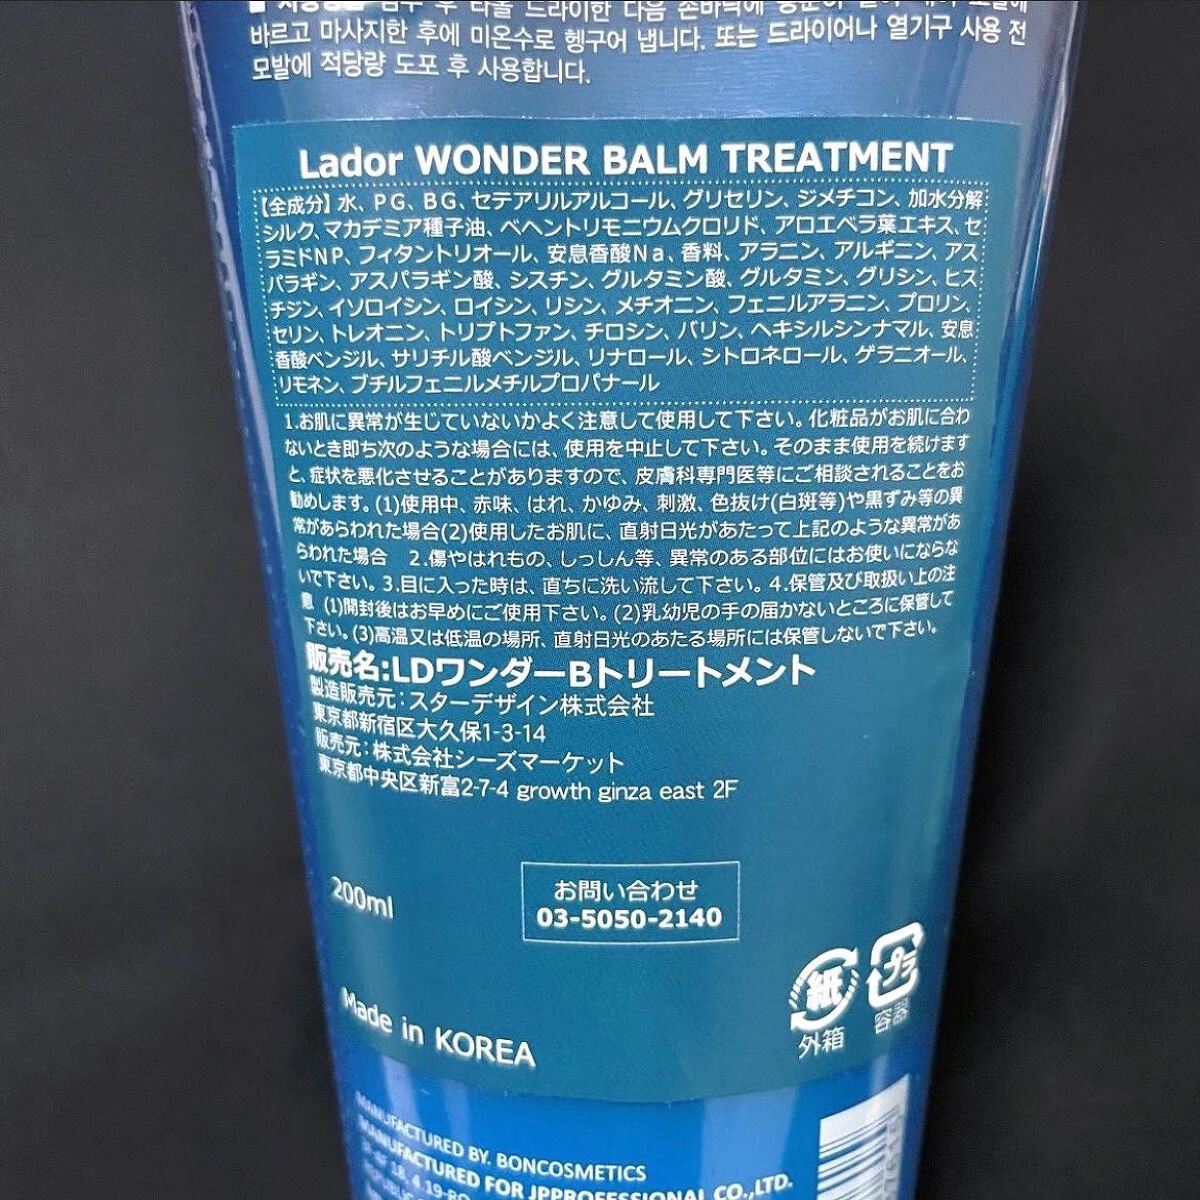 바르고 마사지한 후에 미온수로 헹구어 냅니다. 또는 드라이어나 열기구 사용 전
모발에 적당량 도포 후 사용합니다.
Lador WONDER BALM TREATMENT
【全成分】水、PG、BG、セテアリルアルコール、グリセリン、ジメチコン、加水分解
シルク、マカデミア種子油、ベヘントリモニウムクロリド、アロエベラ葉エキス、セ
ラミドNP、フィタントリオール、安息香酸Na、香料、アラニン、アルギニン、アス
パラギン、アスパラギン酸、シスチン、グルタミン酸、グルタミン、グリシン、ヒス
チジン、イソロイシン、ロイシン、リシン、メチオニン、フェニルアラニン、プロリン、
セリン、トレオニン、トリプトファン、チロシン、バリン、ヘキシルシンナマル、安息
香酸ベンジル、サリチル酸ベンジル、リナロール、シトロネロール、ゲラニオール、
リモネン、ブチルフェニルメチルプロパナール
1.お肌に異常が生じていないかよく注意して使用して下さい。化粧品がお肌に合わ
ないとき即ち次のような場合には、使用を中止して下さい。そのまま使用を続けます
と、症状を悪化させることがありますので、皮膚科専門医等にご相談されることをお
勧めします。(1)使用中、赤味、はれ、かゆみ、刺激、色抜け(白斑等)や黒ずみ等の異
常があらわれた場合(2)使用したお肌に、直射日光があたって上記のような異常があ
らわれた場合 2.傷やはれもの、しっしん等、異常のある部位にはお使いにならな
いで下さい。3.目に入った時は、直ちに洗い流して下さい。4.保管及び取扱い上の注
意 (1)開封後はお早めにご使用下さい。(2)乳幼児の手の届かないところに保管して
下さい。(3)高温又は低温の場所、直射日光のあたる場所には保管しないで下さい。
販売名:LDワンダーBトリートメント
製造販売元:スターデザイン株式会社
東京都新宿区大久保1-3-14
販売元:株式会社シーズマーケット
東京都中央区新富2-7-4 growth ginza east 2F
お問い合わせ
03-5050-2140
200ml
紙
プラ
外箱
容器
Made in KOREA
MANUFACTURED BY. BONCOSMETICS
MANUFACTURED FOR JPPROFESSIONAL CO.,LTD.